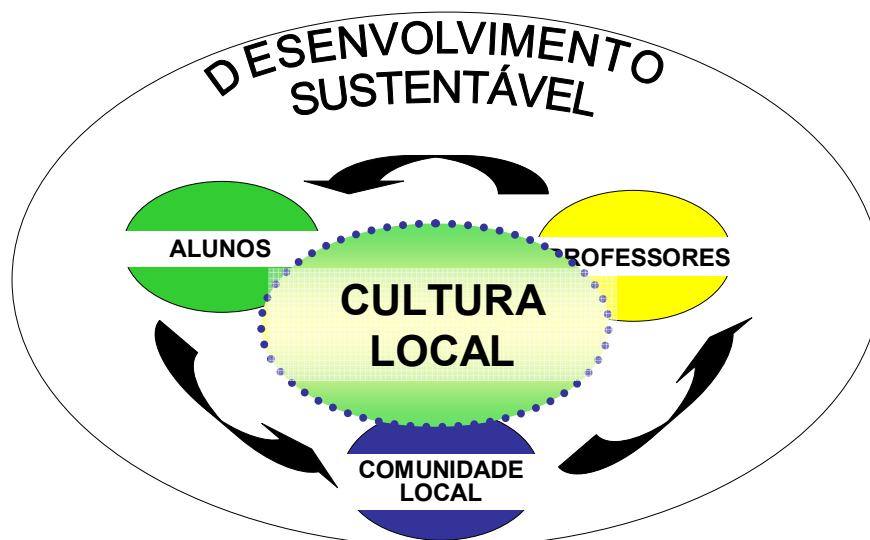 DESENVOLVIMENTO
SUSTENTÁVEL
ALUNOS
PROFESSORES
CULTURA
LOCAL
COMUNIDADE
LOCAL